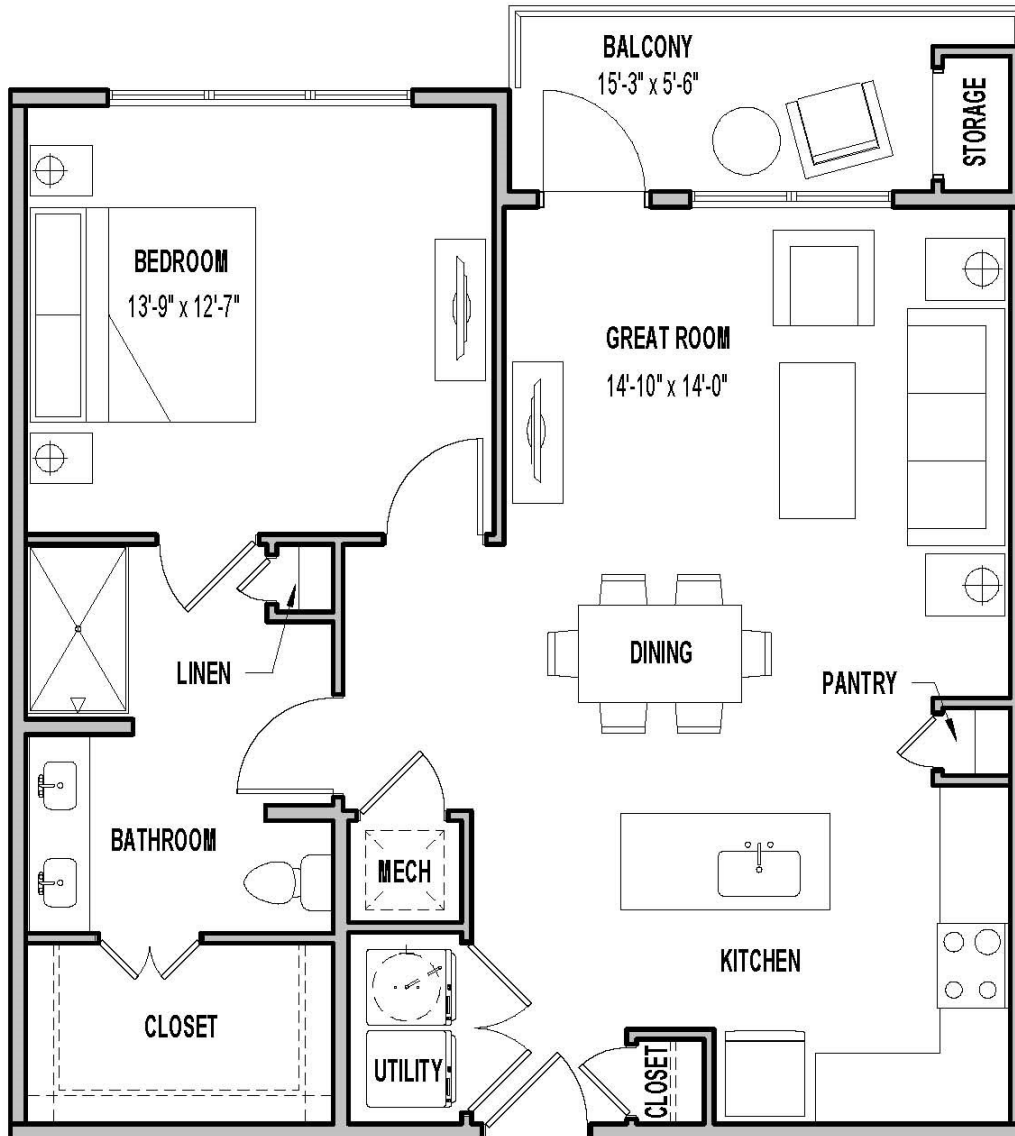 BALCONY
15'-3" x 5'-6"
STORAGE
BEDROOM
13'-9" x 12'-7"
GREAT ROOM
14'-10" x 14'-0"
LINEN
DINING
PANTRY
BATHROOM
MECH
KITCHEN
CLOSET
UTILITY
CLOSET